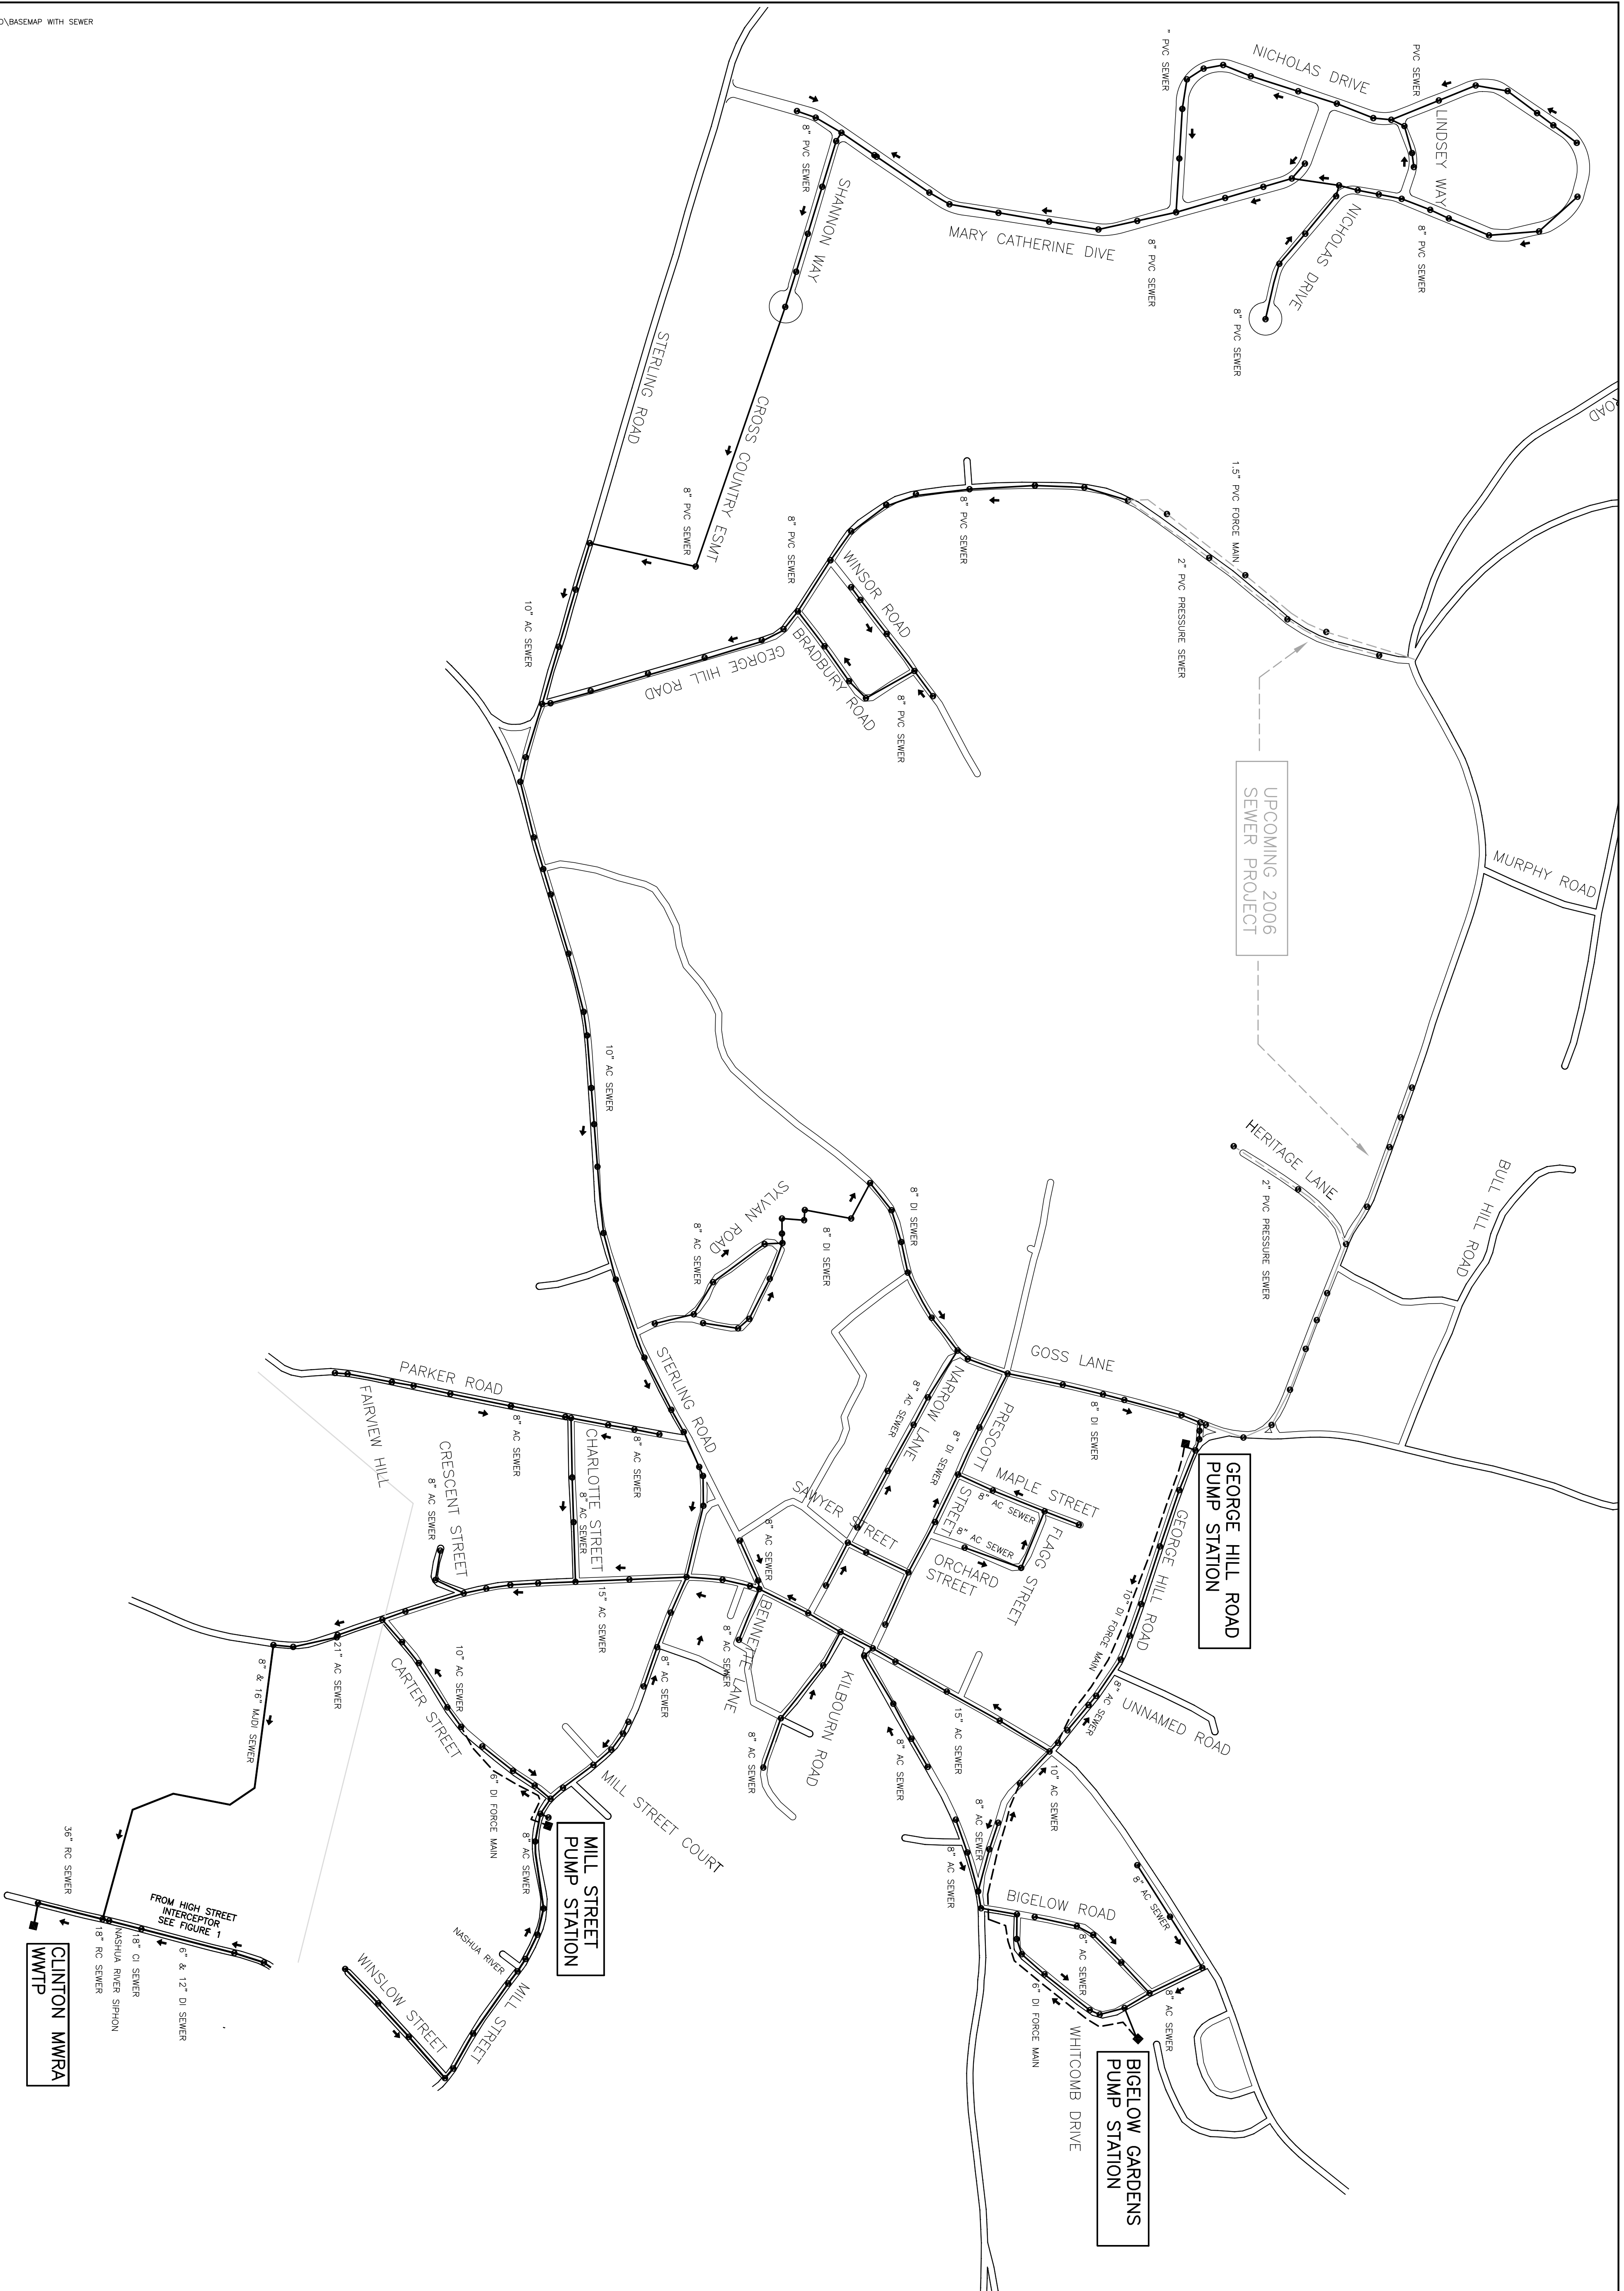 D\BASEMAP WITH SEWER
NICHOLAS DRIVE
" PVC SEWER
PVC SEWER
LINDSEY WAY
8" PVC SEWER
NICHOLAS DRIVE
8" PVC SEWER
8" PVC SEWER
MARY CATHERINE DIVE
8" PVC SEWER
SHANNON WAY
STERLING ROAD
CROSS COUNTRY ESMT
8" PVC SEWER
10" AC SEWER
ROAD
1.5" PVC FORCE MAIN
2" PVC PRESSURE SEWER
8" PVC SEWER
8" PVC SEWER
WINSOR ROAD
BRADBURY ROAD
8" PVC SEWER
GEORGE HILL ROAD
UPCOMING 2006
SEWER PROJECT
MURPHY ROAD
BULL HILL ROAD
HERITAGE LANE
2" PVC PRESSURE SEWER
10" AC SEWER
SYLVAN ROAD
8" AC SEWER
8" DI SEWER
8" DI SEWER
GOSS LANE
8" DI SEWER
NARROW LANE
8" AC SEWER
PRESCOTT
STREET
8" DI SEWER
MAPLE STREET
8" AC SEWER
FLAGG STREET
8" AC SEWER
ORCHARD
STREET
SAWYER STREET
GEORGE HILL ROAD
PUMP STATION
GEORGE HILL ROAD
10" DI FORCE MAIN
8" AC SEWER
UNNAMED ROAD
STERLING ROAD
PARKER ROAD
8" AC SEWER
8" AC SEWER
FAIRVIEW HILL
CHARLOTTE STREET
8" AC SEWER
CRESCENT STREET
8" AC SEWER
15" AC SEWER
8" AC SEWER
BENNETTE LANE
8" AC SEWER
8" AC SEWER
KILBOURN ROAD
8" AC SEWER
8" AC SEWER
15" AC SEWER
10" AC SEWER
8" AC SEWER
8" AC SEWER
BIGELOW ROAD
8" AC SEWER
8" AC SEWER
8" AC SEWER
6" DI FORCE MAIN
WHITCOMB DRIVE
BIGELOW GARDENS
PUMP STATION
21" AC SEWER
8" & 16" MJDI SEWER
CARTER STREET
10" AC SEWER
6" DI FORCE MAIN
MILL STREET COURT
MILL STREET
PUMP STATION
8" AC SEWER
NASHUA RIVER
MILL
STREET
WINSLOW STREET
FROM HIGH STREET
INTERCEPTOR
SEE FIGURE 1
36" RC SEWER
18" RC SEWER
NASHUA RIVER SIPHON
18" CI SEWER
6" & 12" DI SEWER
CLINTON MWRA
WWTP